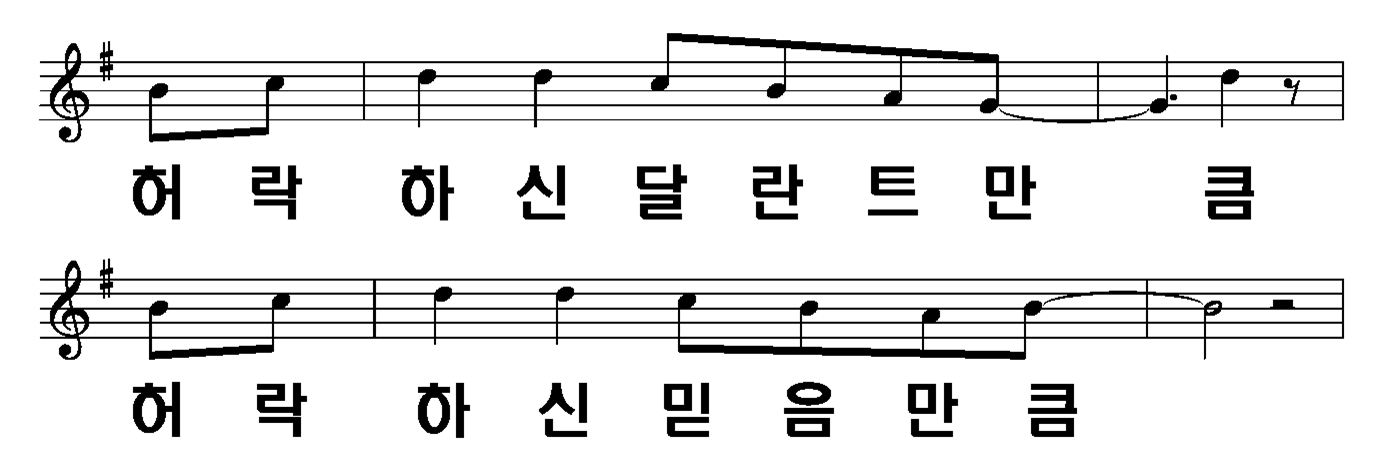 허 락 하 신 달 란 트 만 큼
허 락 하 신 믿 음 만 큼